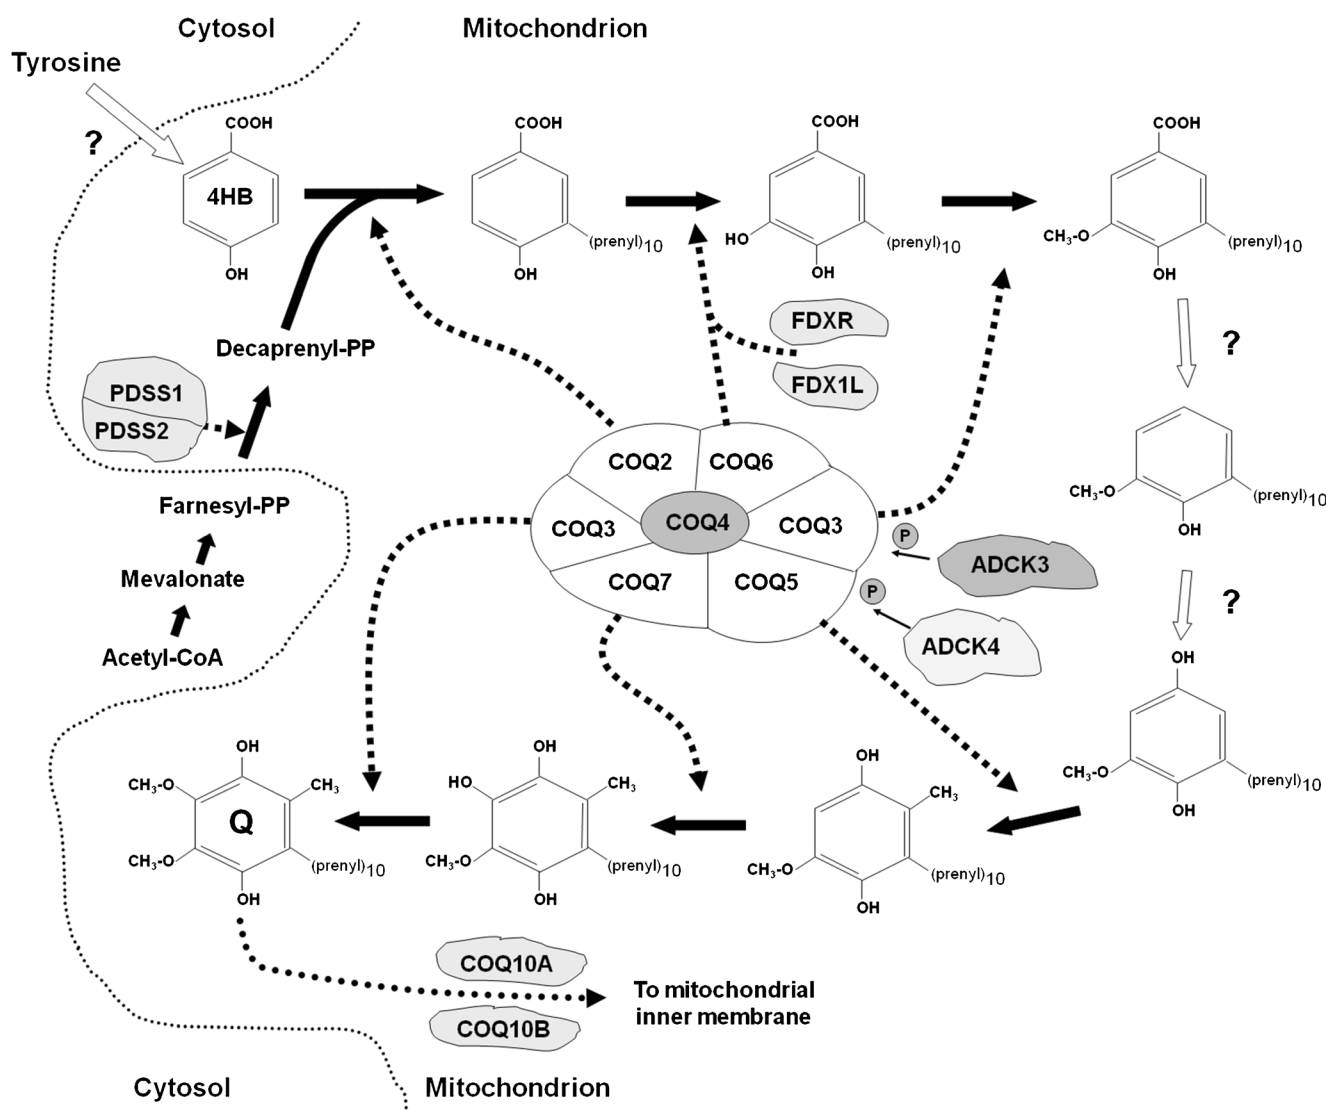 Cytosol
Mitochondrion
Tyrosine
?
COOH
4HB
OH
COOH
(prenyl)10
OH
COOH
HO
(prenyl)10
OH
COOH
CH3-O
(prenyl)10
OH
Decaprenyl-PP
FDXR
FDX1L
?
PDSS1
PDSS2
Farnesyl-PP
Mevalonate
Acetyl-CoA
COQ2
COQ6
COQ3
COQ4
COQ3
COQ7
COQ5
P
ADCK3
P
ADCK4
CH3-O
(prenyl)10
OH
?
OH
CH3-O
(prenyl)10
OH
OH
CH3-O
CH3
Q
CH3-O
(prenyl)10
OH
OH
HO
CH3
CH3-O
(prenyl)10
OH
OH
CH3
CH3-O
(prenyl)10
OH
COQ10A
COQ10B
To mitochondrial
inner membrane
Cytosol
Mitochondrion